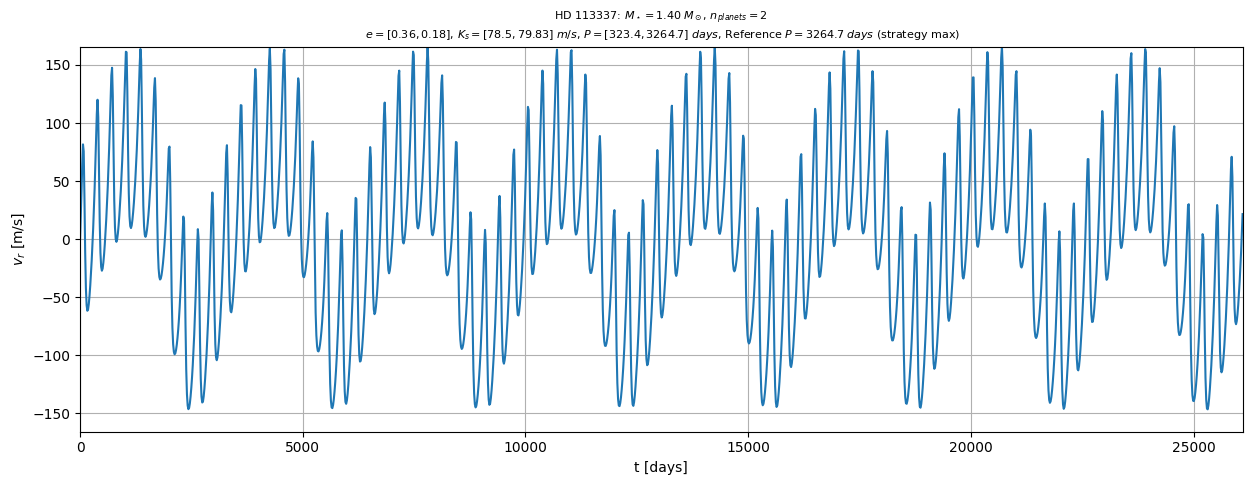 HD 113337: $M_\star = 1.40\ M_\odot$, $n_{planets} = 2$
$e = [0.36, 0.18]$, $K_s = [78.5, 79.83]\ m/s$, $P = [323.4, 3264.7]\ days$, Reference $P = 3264.7\ days$ (strategy max)
150
100
50
0
−50
−100
−150
$v_r$ [m/s]
0 5000 10000 15000 20000 25000
t [days]